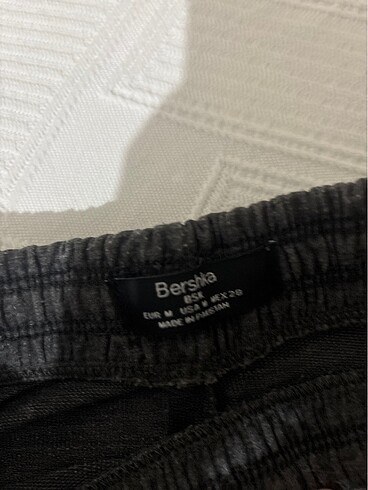 Bershka
BSK
EUR M USA M MEX 28
MADE IN PAKISTAN